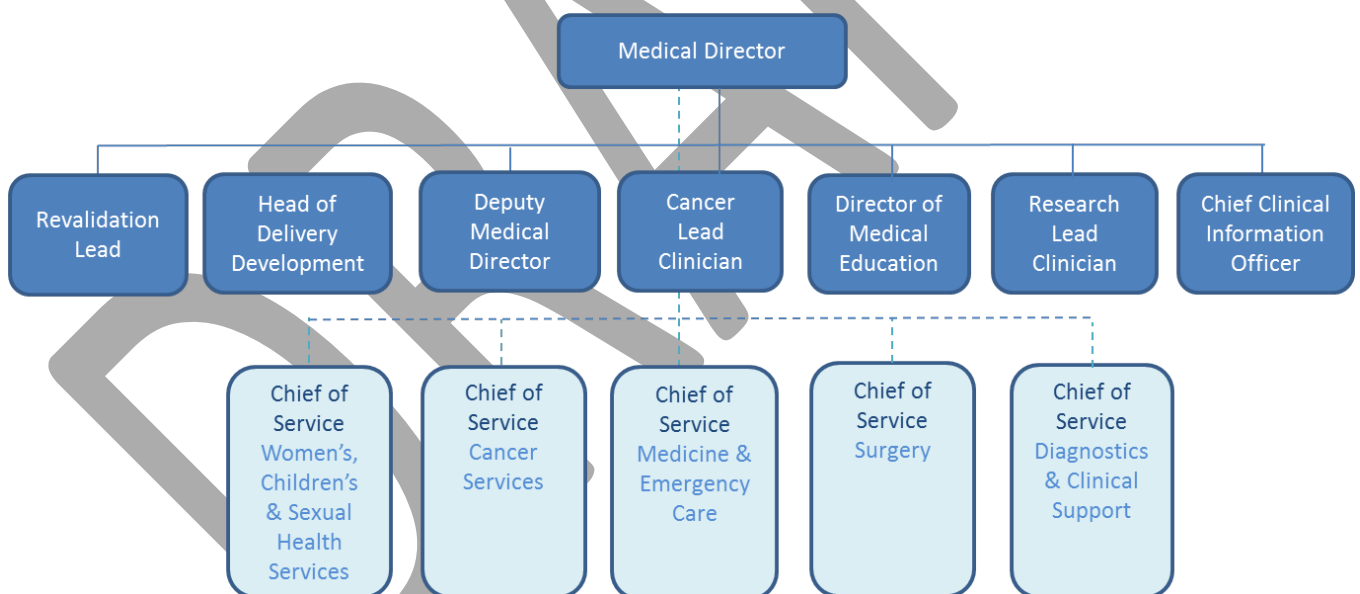 Medical Director
Revalidation
Lead
Head of
Delivery
Development
Deputy
Medical
Director
Cancer
Lead
Clinician
Director of
Medical
Education
Research
Lead
Clinician
Chief Clinical
Information
Officer
Chief of
Service
Women’s,
Children’s
& Sexual
Health
Services
Chief of
Service
Cancer
Services
Chief of
Service
Medicine &
Emergency
Care
Chief of
Service
Surgery
Chief of
Service
Diagnostics
& Clinical
Support
DRAFT